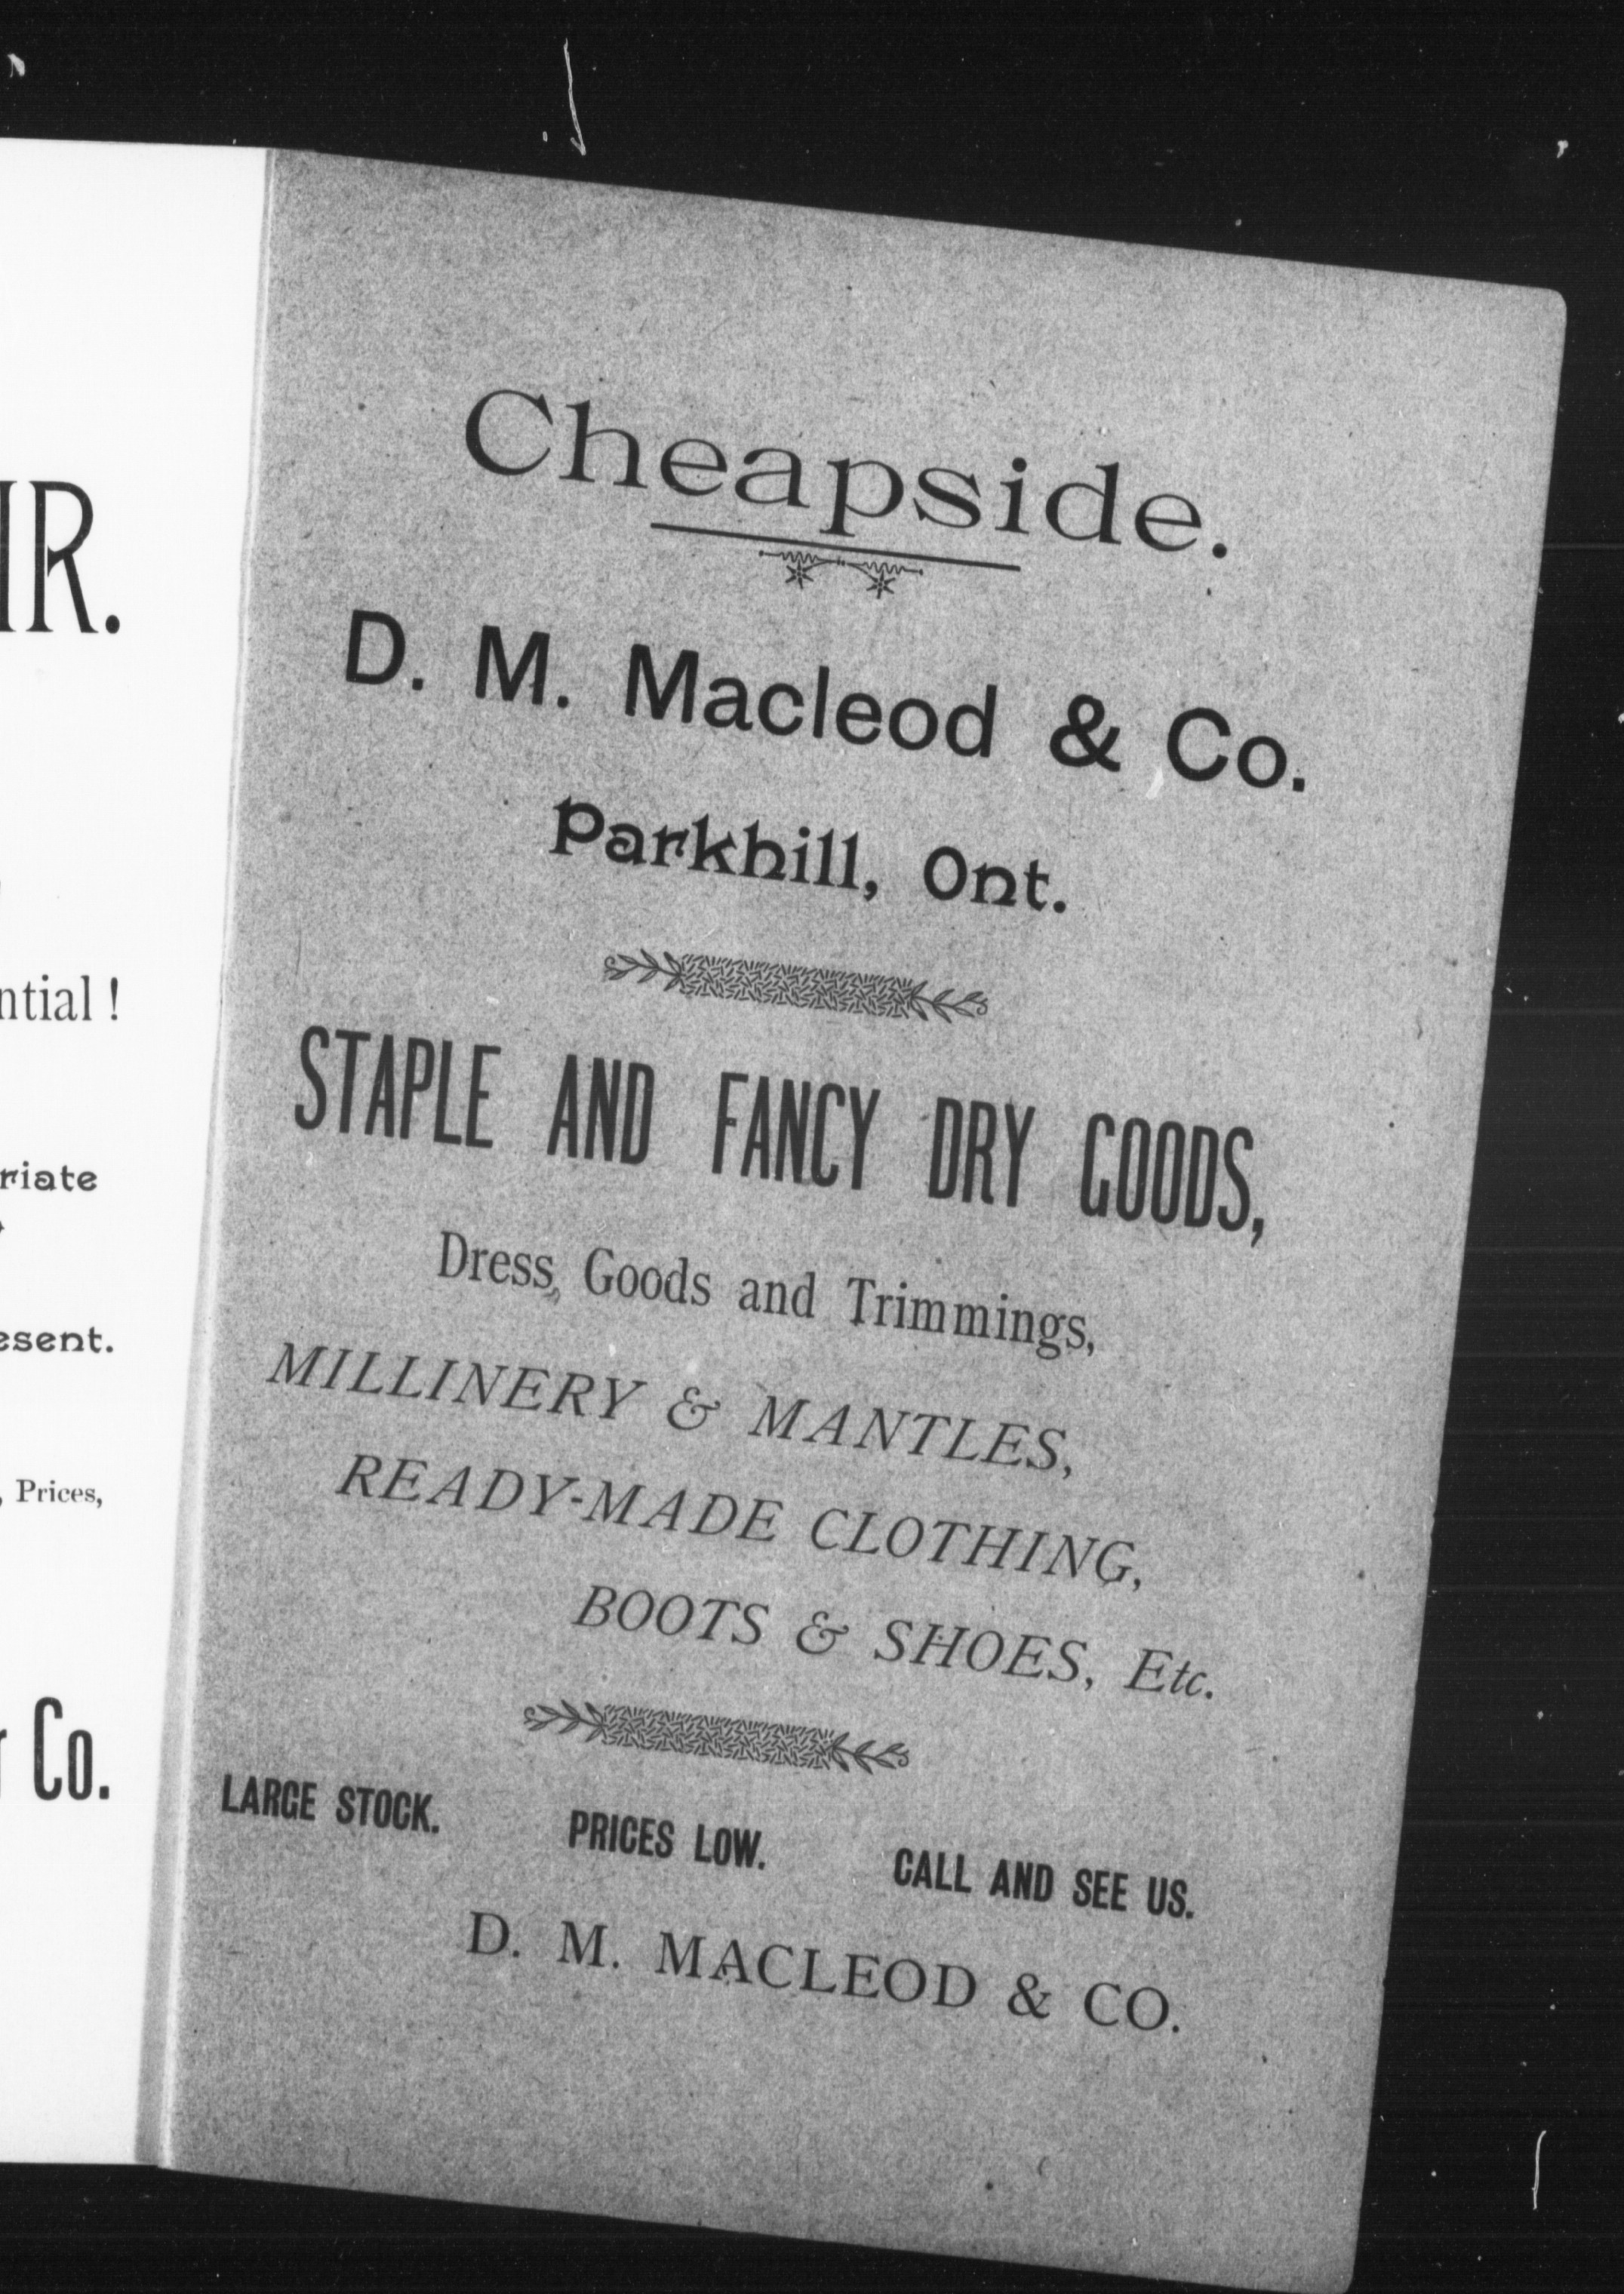 IR.
ntial !
riate
esent.
, Prices,
Co.
Cheapside.
D. M. Macleod & Co.
Parkhill, Ont.
STAPLE AND FANCY DRY GOODS,
Dress, Goods and Trimmings,
MILLINERY & MANTLES,
READY-MADE CLOTHING,
BOOTS & SHOES, Etc.
LARGE STOCK. PRICES LOW. CALL AND SEE US.
D. M. MACLEOD & CO.